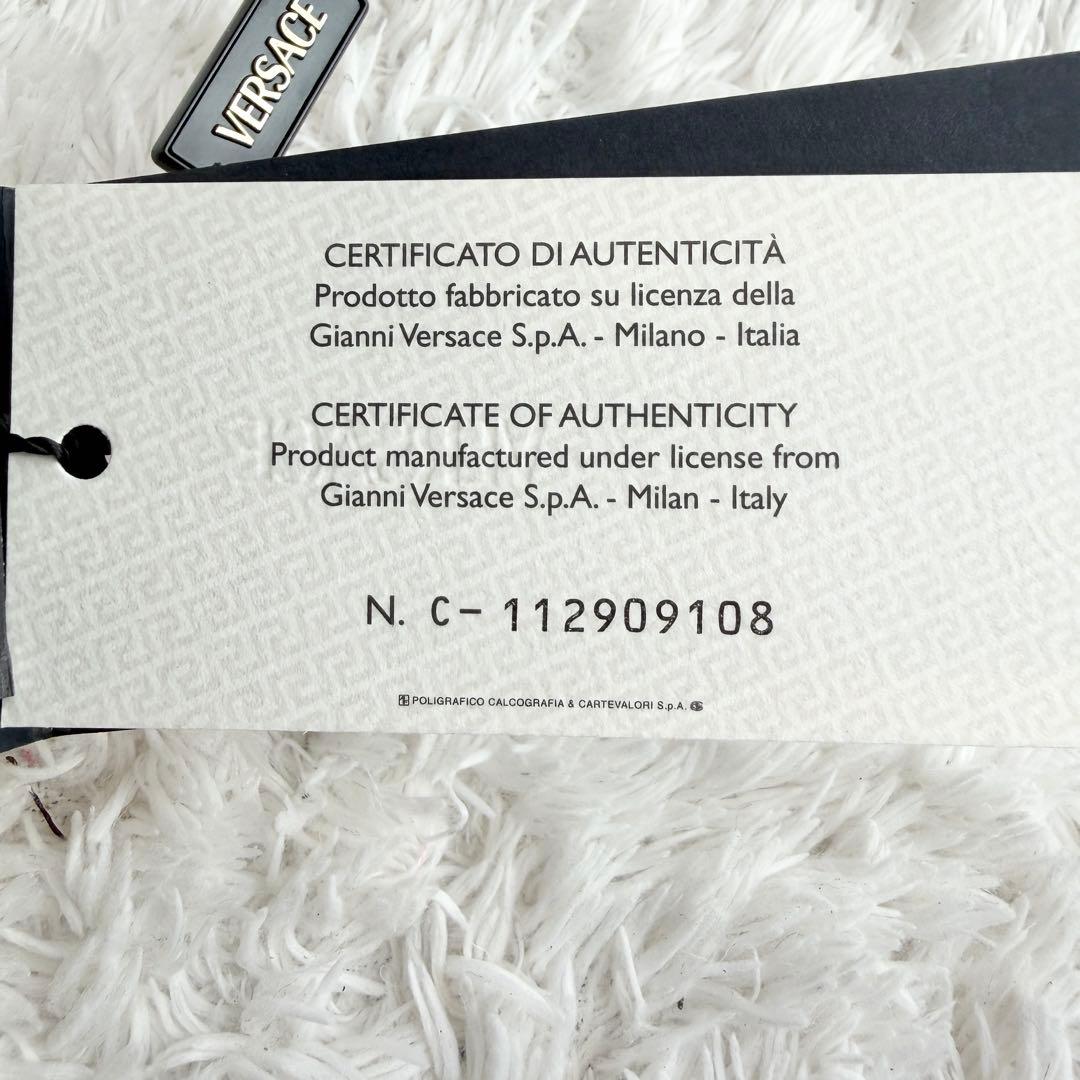 VERSACE
CERTIFICATO DI AUTENTICITÀ
Prodotto fabbricato su licenza della
Gianni Versace S.p.A. - Milano - Italia
CERTIFICATE OF AUTHENTICITY
Product manufactured under license from
Gianni Versace S.p.A. - Milan - Italy
N. C- 112909108
POLIGRAFICO CALCOGRAFIA & CARTEVALORI S.p.A.